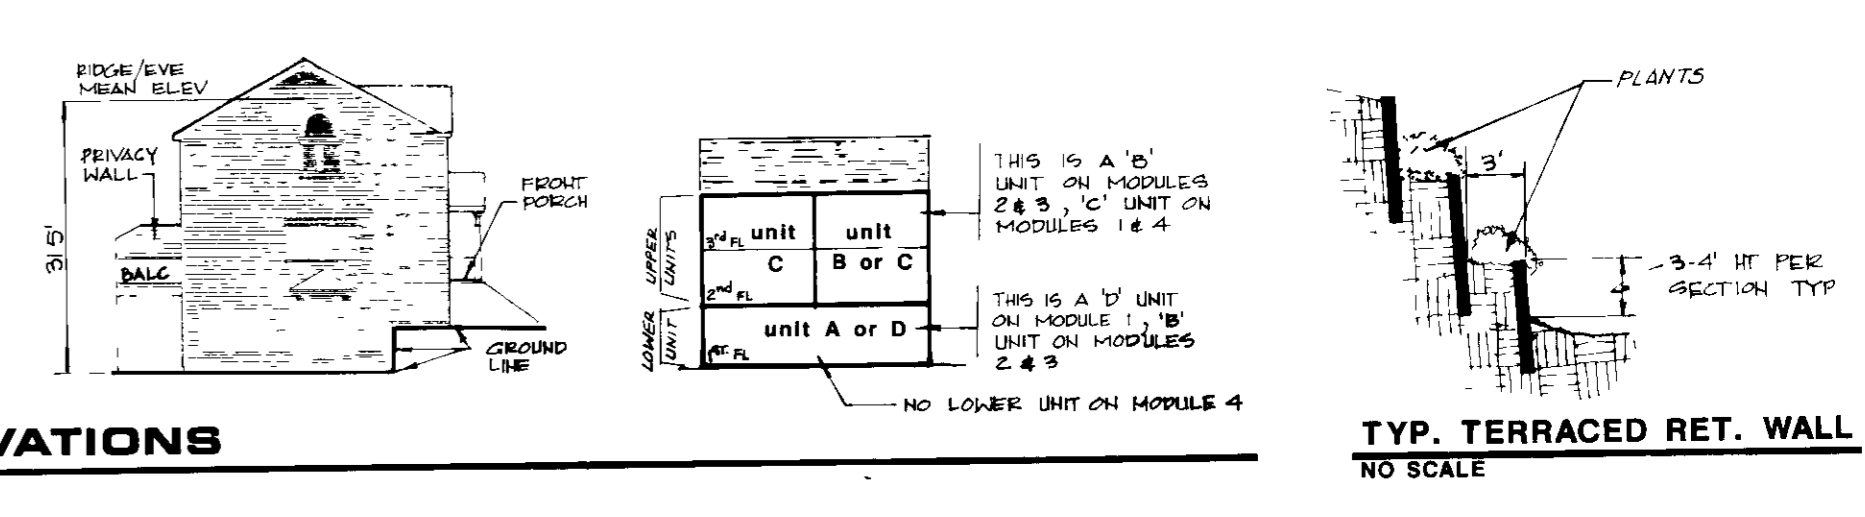 RIDGE/EVE
MEAN ELEV
PRIVACY
WALL
31'5'
BALC
FRONT
PORCH
GROUND
LINE
VATIONS
UPPER
UNITS
LOWER
UNIT
3rd FL
unit
C
2nd FL
unit
B or C
unit A or D
1ST. FL
THIS IS A 'B'
UNIT ON MODULES
2 & 3, 'C' UNIT ON
MODULES 1 & 4
THIS IS A 'D' UNIT
ON MODULE 1, 'B'
UNIT ON MODULES
2 & 3
NO LOWER UNIT ON MODULE 4
PLANTS
3'
3-4' HT PER
SECTION TYP
TYP. TERRACED RET. WALL
NO SCALE